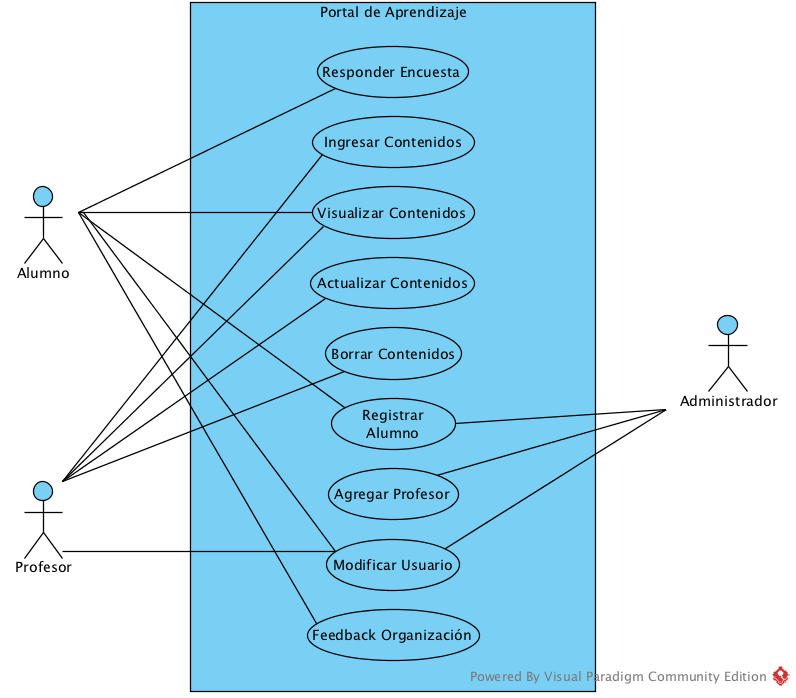 Portal de Aprendizaje
Responder Encuesta
Ingresar Contenidos
Visualizar Contenidos
Alumno
Actualizar Contenidos
Borrar Contenidos
Administrador
Registrar
Alumno
Agregar Profesor
Profesor
Modificar Usuario
Feedback Organización
Powered By Visual Paradigm Community Edition